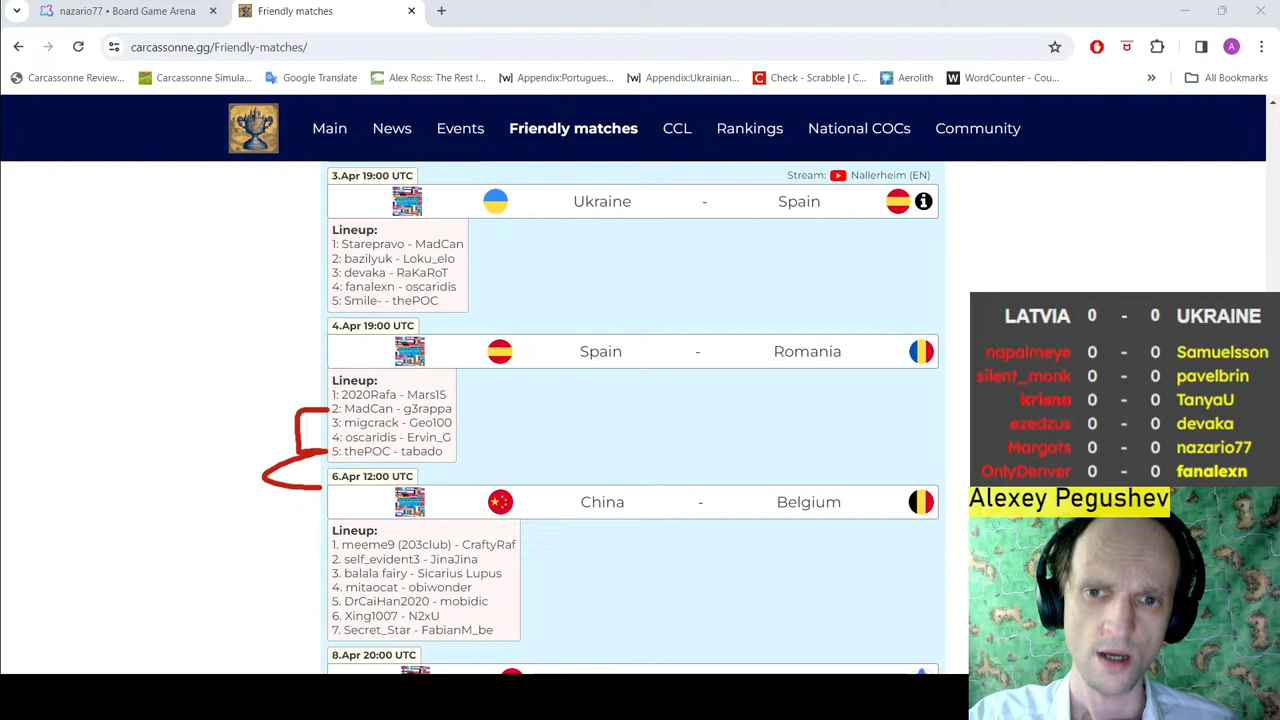 nazario77 • Board Game Arena
Friendly matches
carcassonne.gg/Friendly-matches/
A
Carcassonne Review...
Carcassonne Simula...
Google Translate
Alex Ross: The Rest I...
[w] Appendix:Portugues...
[w] Appendix:Ukrainian...
C Check - Scrabble | C...
Aerolith
W WordCounter - Cou...
All Bookmarks
Main
News
Events
Friendly matches
CCL
Rankings
National COCs
Community
3.Apr 19:00 UTC
Stream: Nallerheim (EN)
Ukraine - Spain
Lineup:
1: Starepravo - MadCan
2: bazilyuk - Loku_elo
3: devaka - RaKaRoT
4: fanalexn - oscaridis
5: Smile- - thePOC
4.Apr 19:00 UTC
Spain - Romania
Lineup:
1: 2020Rafa - Mars15
2: MadCan - g3rappa
3: migcrack - Geo100
4: oscaridis - Ervin_G
5: thePOC - tabado
6.Apr 12:00 UTC
China - Belgium
Lineup:
1. meeme9 (203club) - CraftyRaf
2. self_evident3 - JinaJina
3. balala fairy - Sicarius Lupus
4. mitaocat - obiwonder
5. DrCaiHan2020 - mobidic
6. Xing1007 - N2xU
7. Secret_Star - FabianM_be
8.Apr 20:00 UTC
LATVIA 0 - 0 UKRAINE
napalmeye 0 - 0 Samuelsson
silent_monk 0 - 0 pavelbrin
krisna 0 - 0 TanyaU
ezedzus 0 - 0 devaka
Margots 0 - 0 nazario77
OnlyDenver 0 - 0 fanalexn
Alexey Pegushev